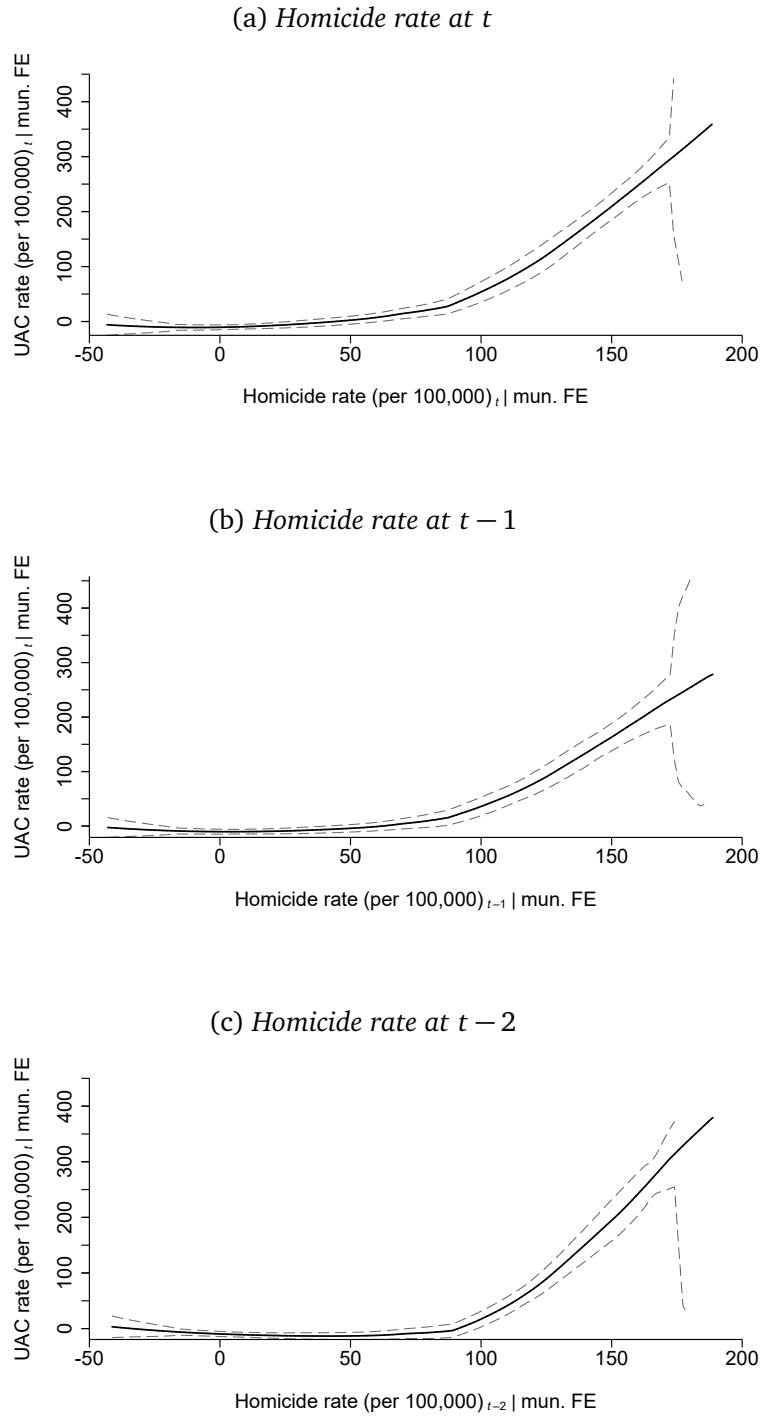 (a) Homicide rate at t
UAC rate (per 100,000) t | mun. FE
400
300
200
100
0
-50 0 50 100 150 200
Homicide rate (per 100,000) t | mun. FE
(b) Homicide rate at t − 1
UAC rate (per 100,000) t | mun. FE
400
300
200
100
0
-50 0 50 100 150 200
Homicide rate (per 100,000) t−1 | mun. FE
(c) Homicide rate at t − 2
UAC rate (per 100,000) t | mun. FE
400
300
200
100
0
-50 0 50 100 150 200
Homicide rate (per 100,000) t−2 | mun. FE